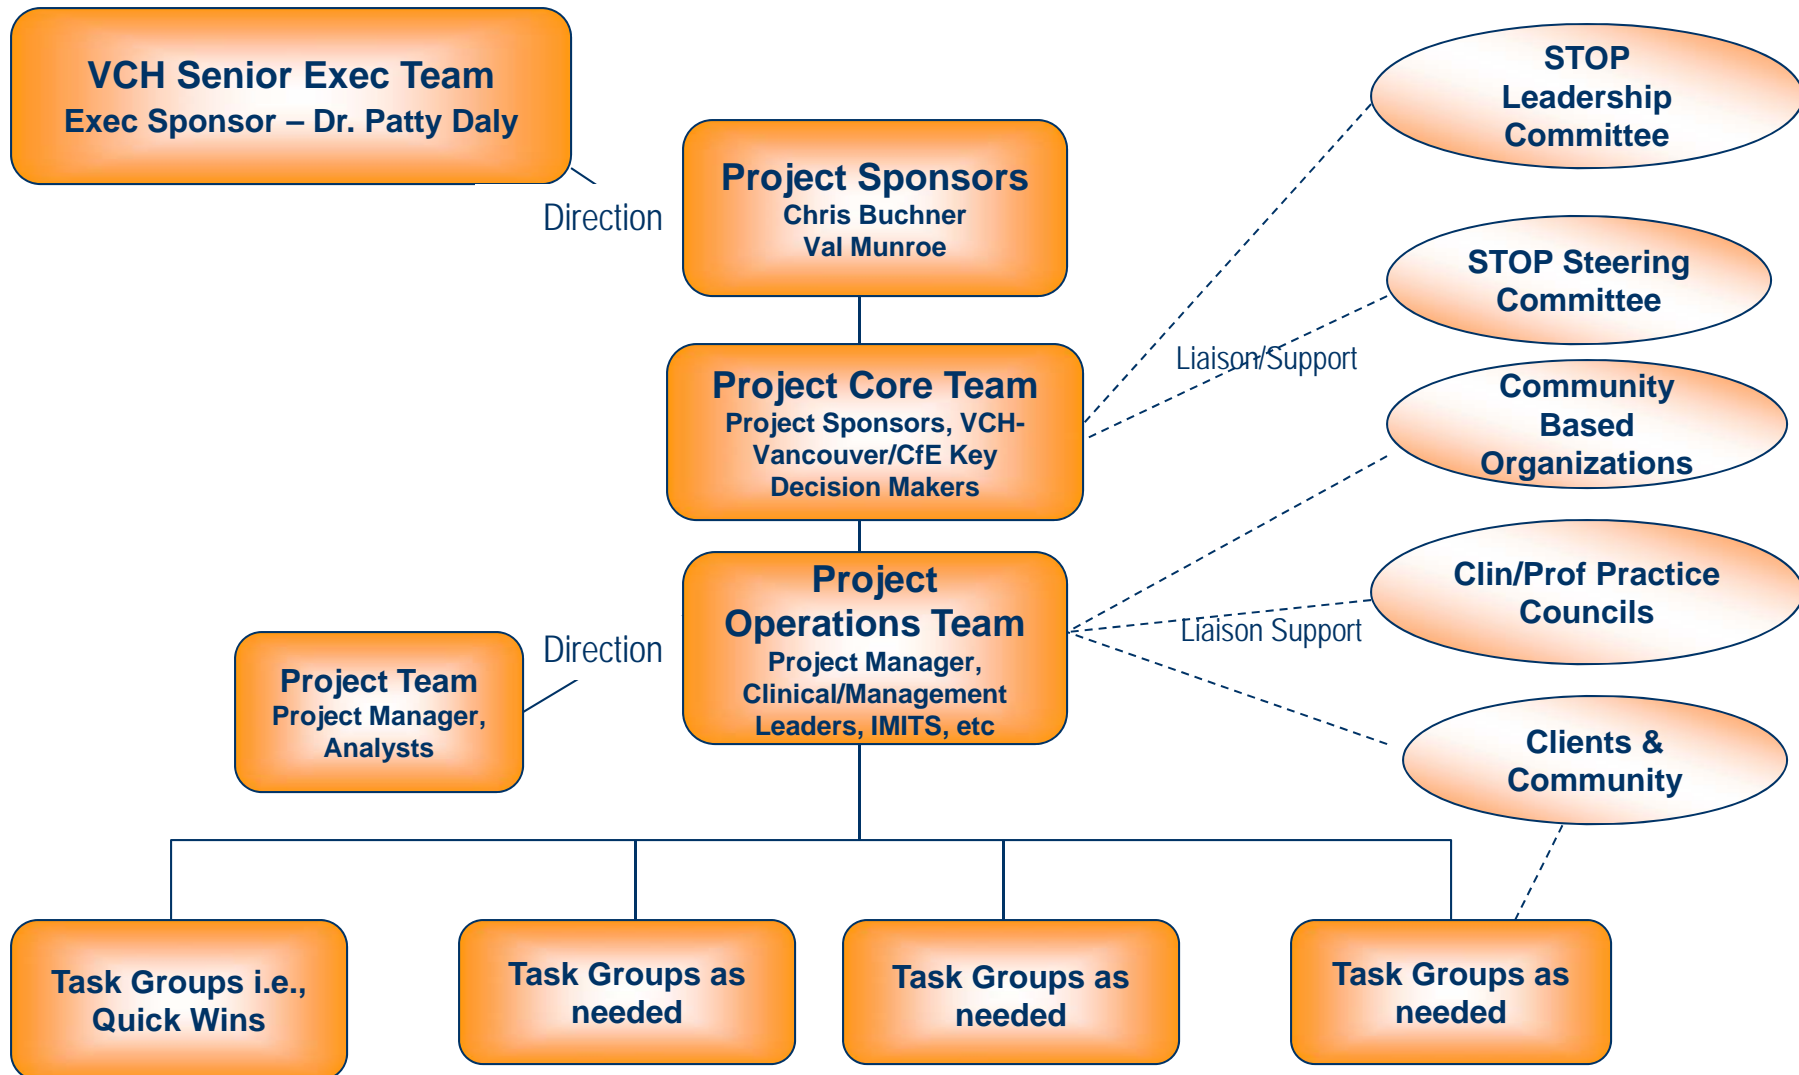 VCH Senior Exec Team
Exec Sponsor – Dr. Patty Daly
Direction
Project Sponsors
Chris Buchner
Val Munroe
STOP
Leadership
Committee
STOP Steering
Committee
Liaison/Support
Project Core Team
Project Sponsors, VCH-
Vancouver/CfE Key
Decision Makers
Community
Based
Organizations
Project
Operations Team
Project Manager,
Clinical/Management
Leaders, IMITS, etc
Direction
Project Team
Project Manager,
Analysts
Liaison Support
Clin/Prof Practice
Councils
Clients &
Community
Task Groups i.e.,
Quick Wins
Task Groups as
needed
Task Groups as
needed
Task Groups as
needed